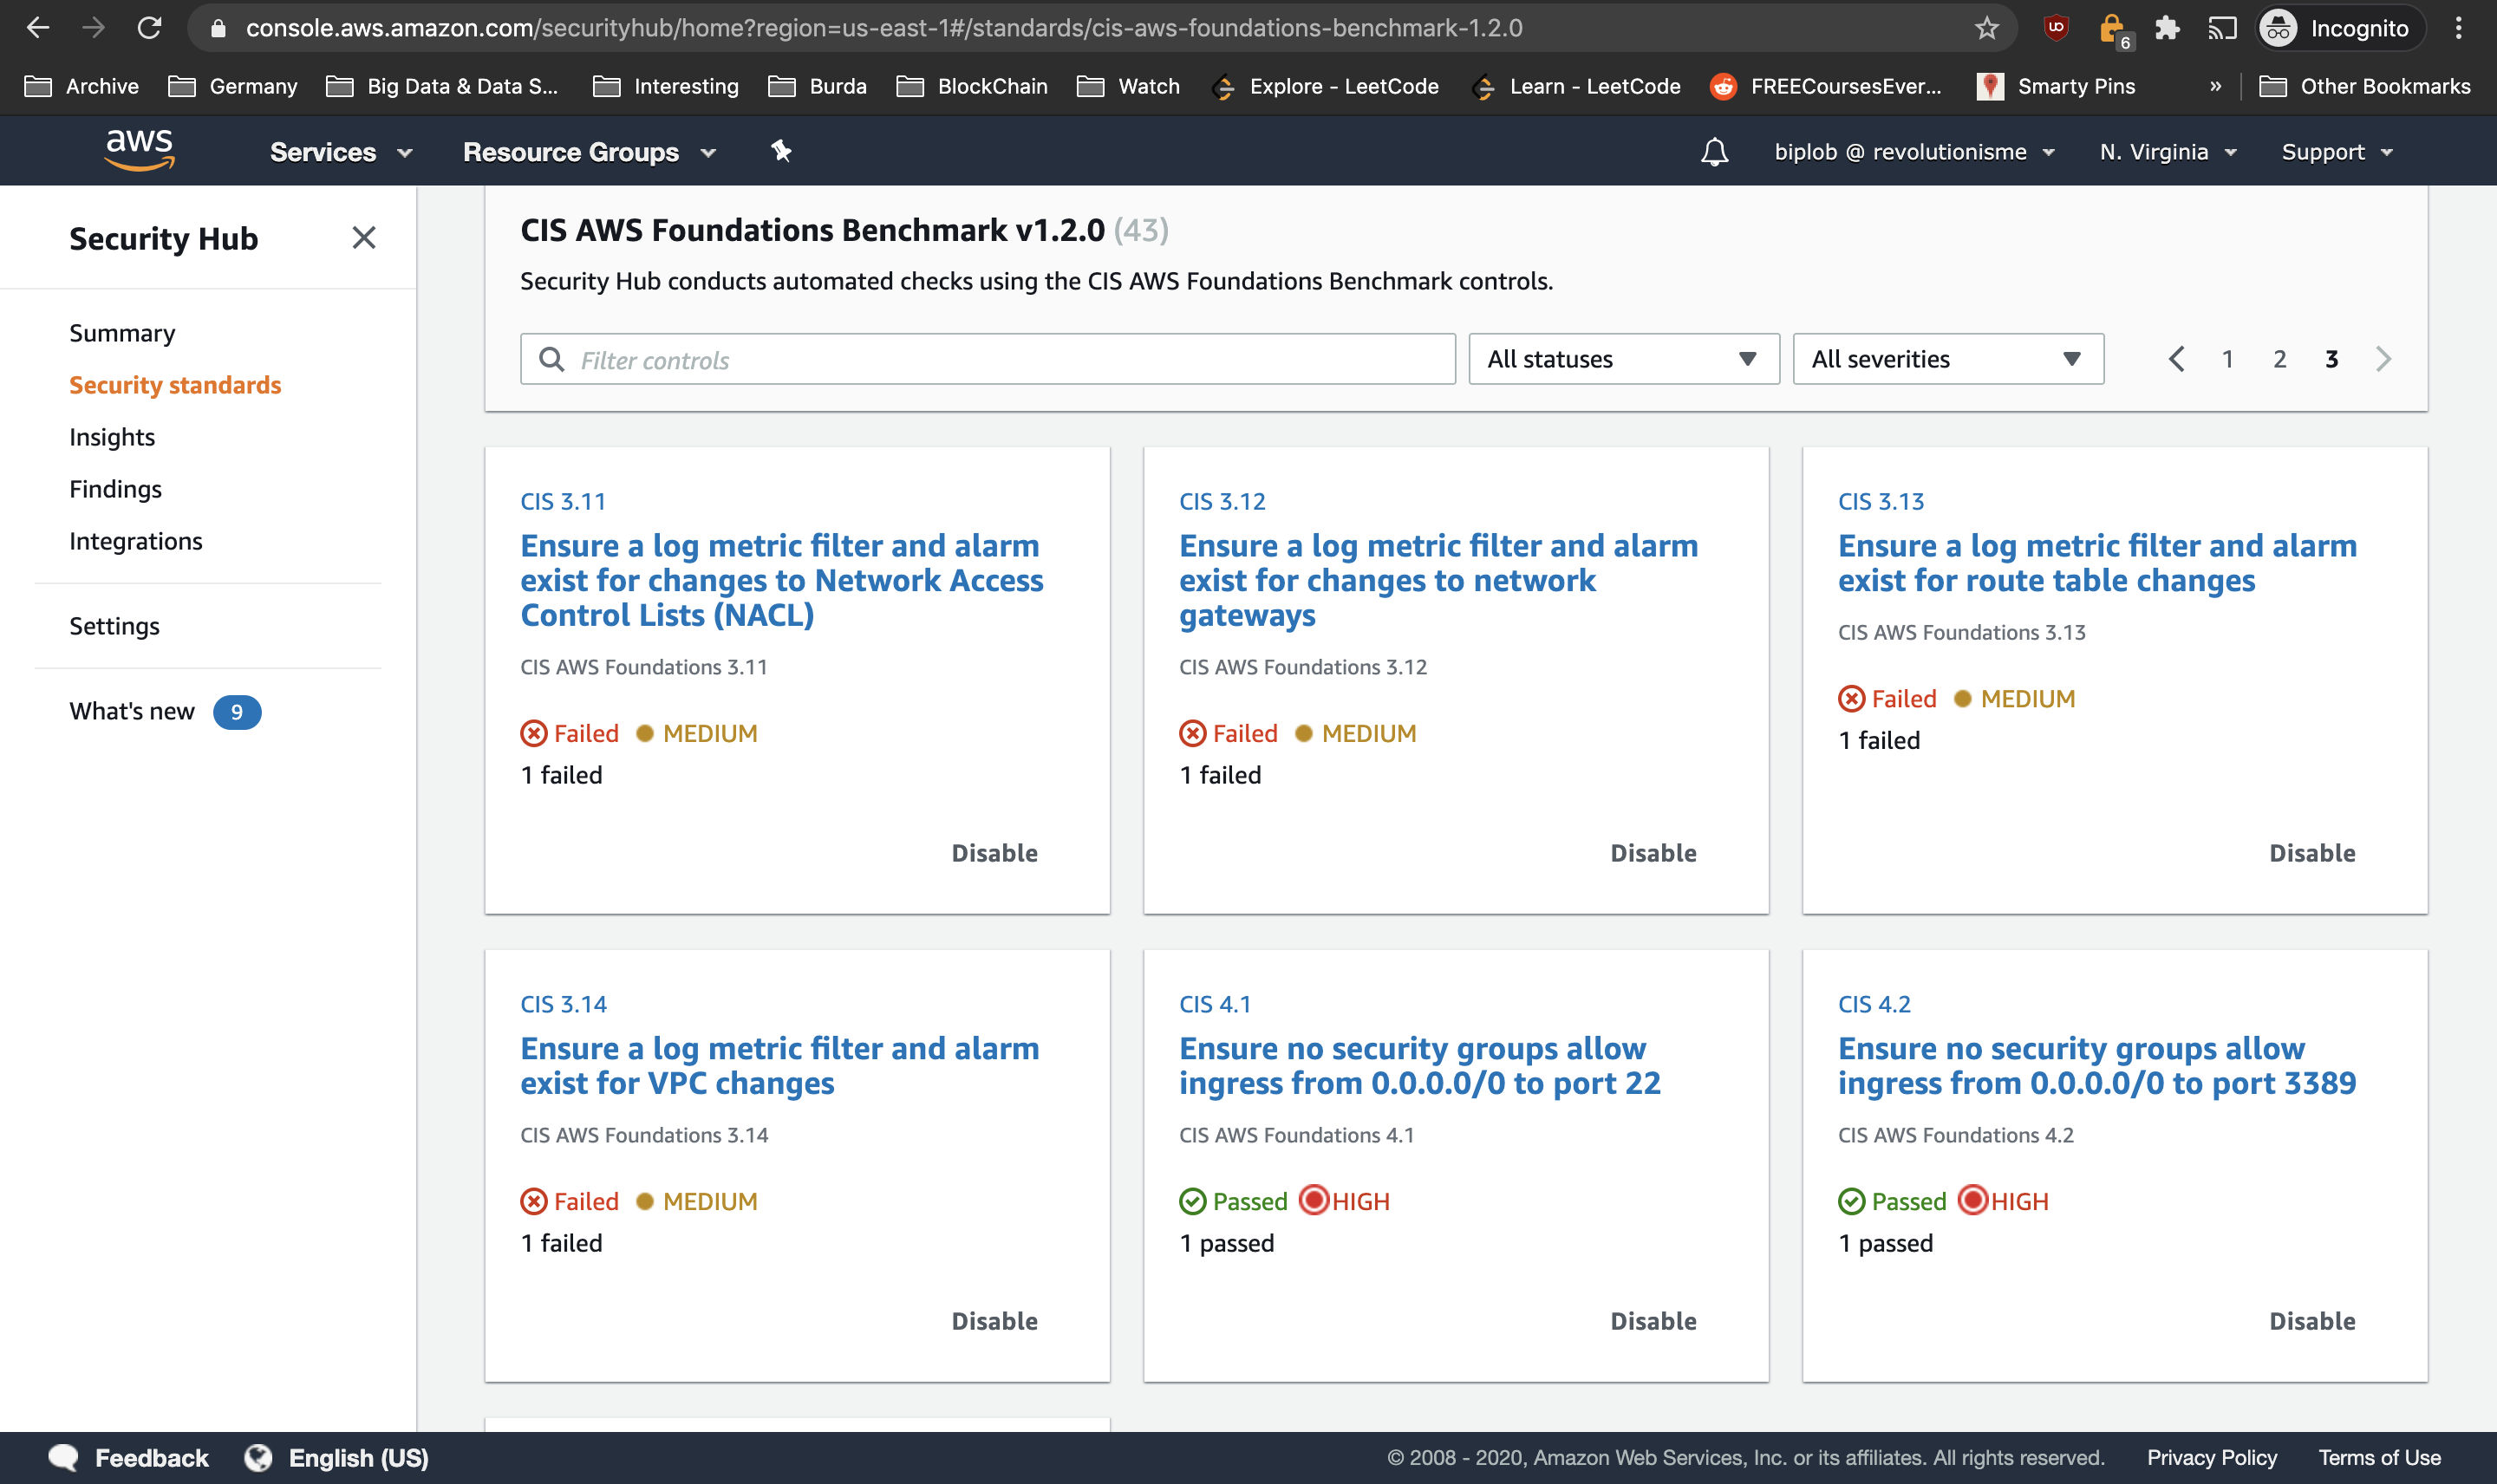 console.aws.amazon.com/securityhub/home?region=us-east-1#/standards/cis-aws-foundations-benchmark-1.2.0
6
Incognito
Archive
Germany
Big Data & Data S...
Interesting
Burda
BlockChain
Watch
Explore - LeetCode
Learn - LeetCode
FREECoursesEver...
Smarty Pins
»
Other Bookmarks
aws
Services
Resource Groups
biplob @ revolutionisme
N. Virginia
Support
Security Hub
Summary
Security standards
Insights
Findings
Integrations
Settings
What's new 9
CIS AWS Foundations Benchmark v1.2.0 (43)
Security Hub conducts automated checks using the CIS AWS Foundations Benchmark controls.
Filter controls
All statuses
All severities
1 2 3
CIS 3.11
Ensure a log metric filter and alarm
exist for changes to Network Access
Control Lists (NACL)
CIS AWS Foundations 3.11
Failed MEDIUM
1 failed
Disable
CIS 3.12
Ensure a log metric filter and alarm
exist for changes to network
gateways
CIS AWS Foundations 3.12
Failed MEDIUM
1 failed
Disable
CIS 3.13
Ensure a log metric filter and alarm
exist for route table changes
CIS AWS Foundations 3.13
Failed MEDIUM
1 failed
Disable
CIS 3.14
Ensure a log metric filter and alarm
exist for VPC changes
CIS AWS Foundations 3.14
Failed MEDIUM
1 failed
Disable
CIS 4.1
Ensure no security groups allow
ingress from 0.0.0.0/0 to port 22
CIS AWS Foundations 4.1
Passed HIGH
1 passed
Disable
CIS 4.2
Ensure no security groups allow
ingress from 0.0.0.0/0 to port 3389
CIS AWS Foundations 4.2
Passed HIGH
1 passed
Disable
Feedback
English (US)
© 2008 - 2020, Amazon Web Services, Inc. or its affiliates. All rights reserved.
Privacy Policy
Terms of Use